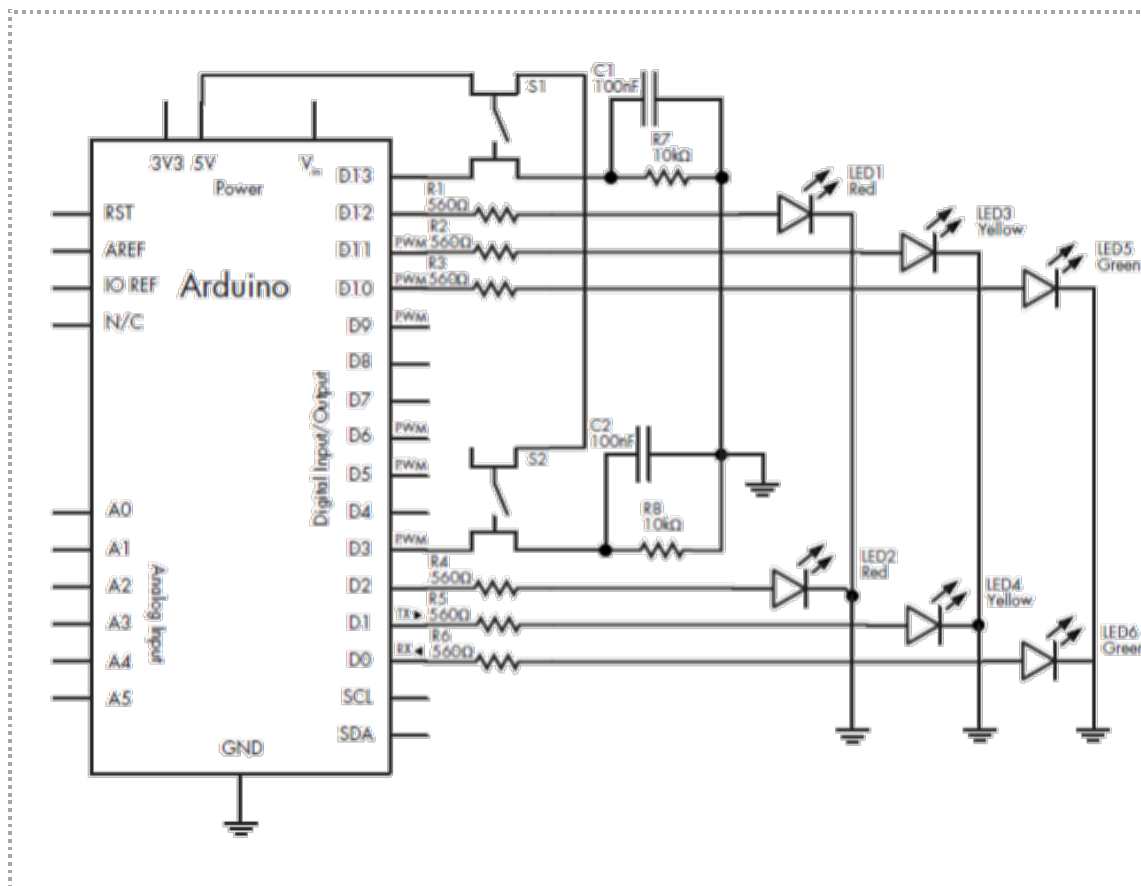 C1
100nF
S1
R7
10kΩ
3V3 5V
Vin
Power
D13
R1
560Ω
D12
R2
PWM 560Ω
D11
R3
PWM 560Ω
D10
LED1
Red
LED3
Yellow
LED5
Green
RST
AREF
IO REF
N/C
Arduino
D9
PWM
D8
D7
D6
PWM
D5
PWM
D4
D3
PWM
Digital Input/Output
C2
100nF
S2
R8
10kΩ
A0
A1
A2
A3
A4
A5
Analog Input
D2
R4
560Ω
D1
TX
R5
560Ω
D0
RX
R6
560Ω
SCL
SDA
GND
LED2
Red
LED4
Yellow
LED6
Green